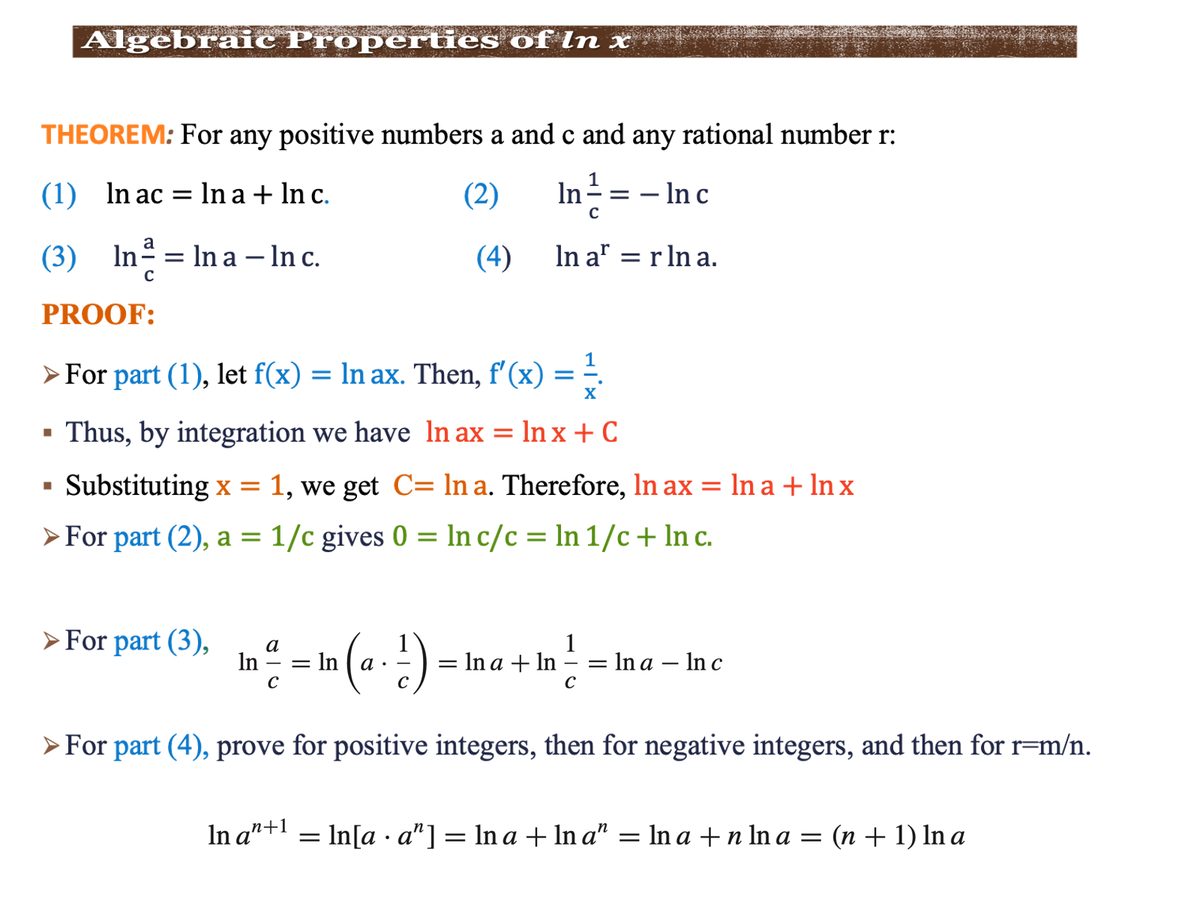 Algebraic Properties of ln x
THEOREM: For any positive numbers a and c and any rational number r:
(1) ln ac = ln a + ln c. (2) ln 1/c = − ln c
(3) ln a/c = ln a − ln c. (4) ln aʳ = r ln a.
PROOF:
➢ For part (1), let f(x) = ln ax. Then, f′(x) = 1/x.
▪ Thus, by integration we have ln ax = ln x + C
▪ Substituting x = 1, we get C= ln a. Therefore, ln ax = ln a + ln x
➢ For part (2), a = 1/c gives 0 = ln c/c = ln 1/c + ln c.
➢ For part (3), ln a/c = ln (a · 1/c) = ln a + ln 1/c = ln a − ln c
➢ For part (4), prove for positive integers, then for negative integers, and then for r=m/n.
ln aⁿ⁺¹ = ln[a · aⁿ] = ln a + ln aⁿ = ln a + n ln a = (n + 1) ln a